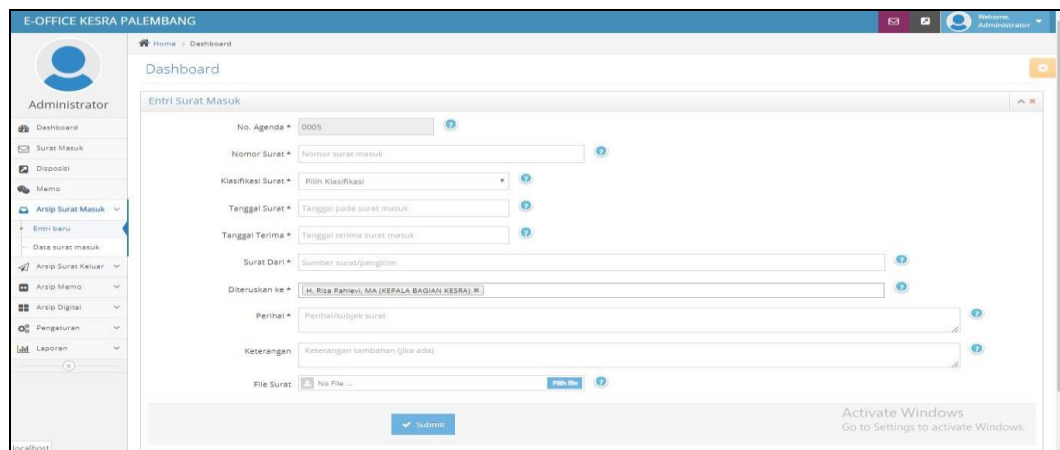 E-OFFICE KESRA PALEMBANG
Welcome,
Administrator
Administrator
Dashboard
Surat Masuk
Disposisi
Memo
Arsip Surat Masuk
Entri baru
Data surat masuk
Arsip Surat Keluar
Arsip Memo
Arsip Digital
Pengaturan
Laporan
Home
Dashboard
Dashboard
Entri Surat Masuk
No. Agenda * 0005
Nomor Surat * Nomor surat masuk
Klasifikasi Surat * Pilih Klasifikasi
Tanggal Surat * Tanggal pada surat masuk
Tanggal Terima * Tanggal terima surat masuk
Surat Dari * Sumber surat/pengirim
Diteruskan ke * H. Riza Pahlevi, MA (KEPALA BAGIAN KESRA)
Perihal * Perihal/subjek surat
Keterangan Keterangan tambahan (jika ada)
File Surat No File ... Pilih file
Submit
Activate Windows
Go to Settings to activate Windows.
localhost